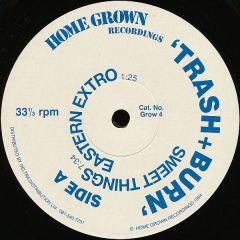 HOME GROWN
RECORDINGS
'TRASH + BURN'
33⅓ rpm
Cat. No.
Grow 4
SIDE A
SWEET THINGS 7:34
EASTERN EXTRO 1:25
© HOME GROWN RECORDINGS 1994